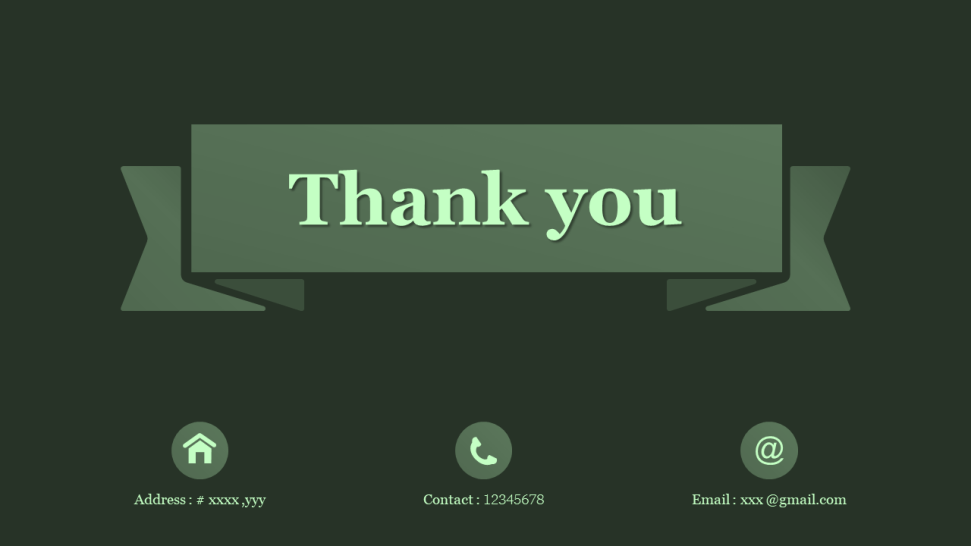 Thank you
@
Address : # xxxx ,yyy
Contact : 12345678
Email : xxx @gmail.com